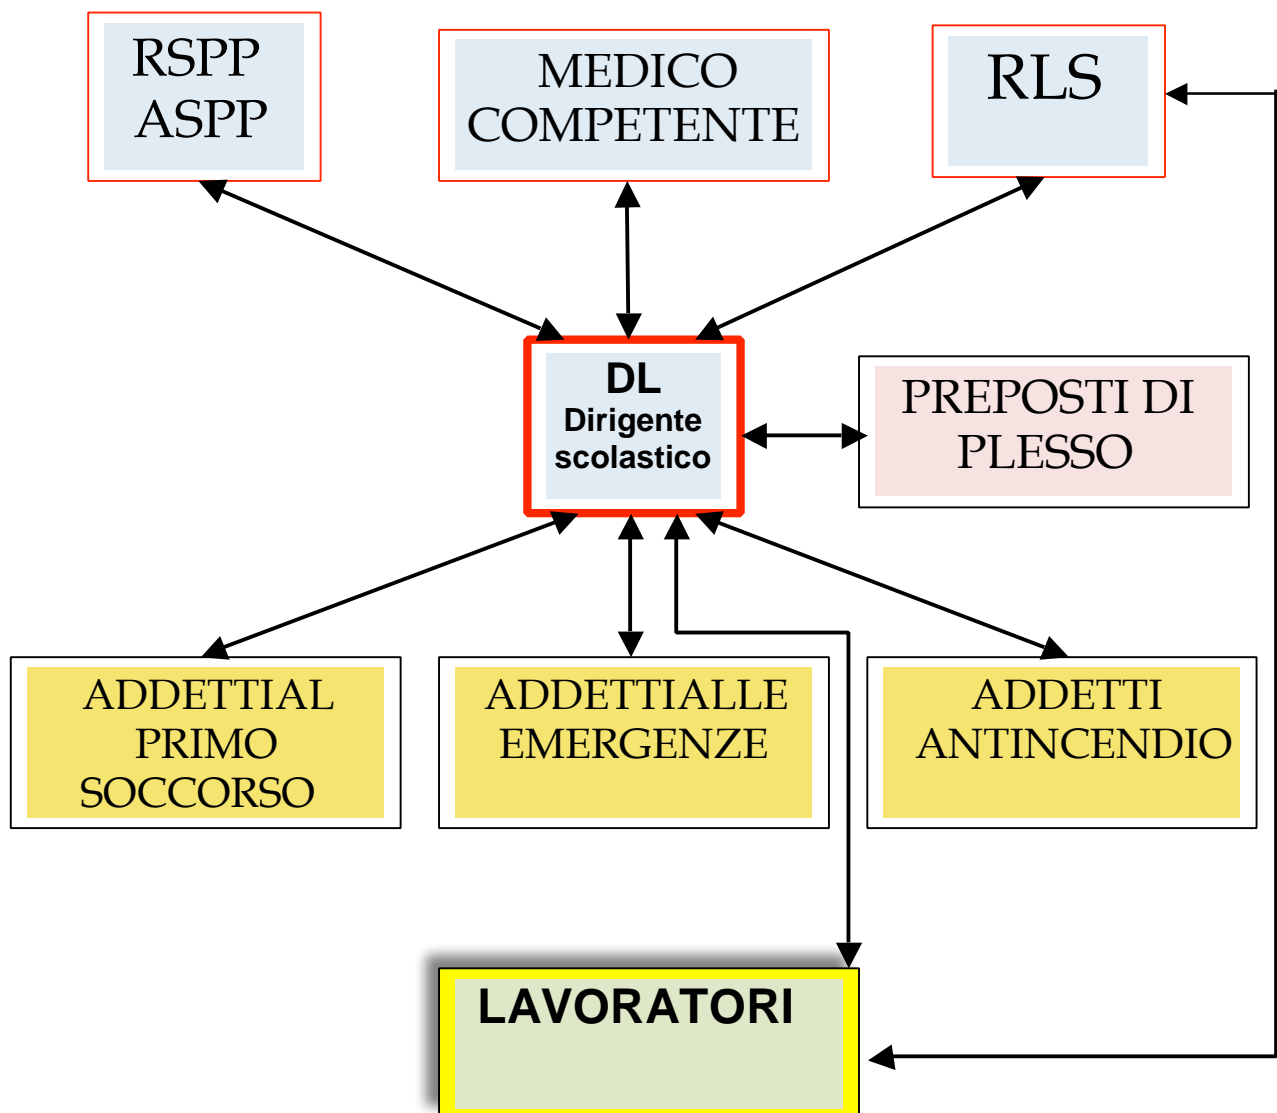 RSPP
ASPP
MEDICO
COMPETENTE
RLS
DL
Dirigente
scolastico
PREPOSTI DI
PLESSO
ADDETTIAL
PRIMO
SOCCORSO
ADDETTIALLE
EMERGENZE
ADDETTI
ANTINCENDIO
LAVORATORI